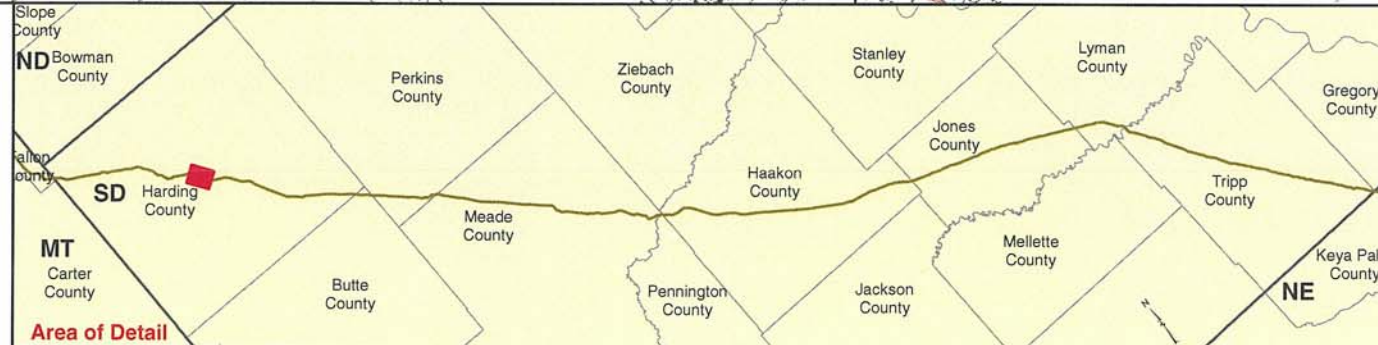 Slope
County
ND
Bowman
County
Perkins
County
Ziebach
County
Stanley
County
Lyman
County
Gregory
County
Fallon
County
SD
Harding
County
Meade
County
Haakon
County
Jones
County
Tripp
County
MT
Carter
County
Butte
County
Pennington
County
Jackson
County
Mellette
County
Keya Pa
County
NE
N
Area of Detail